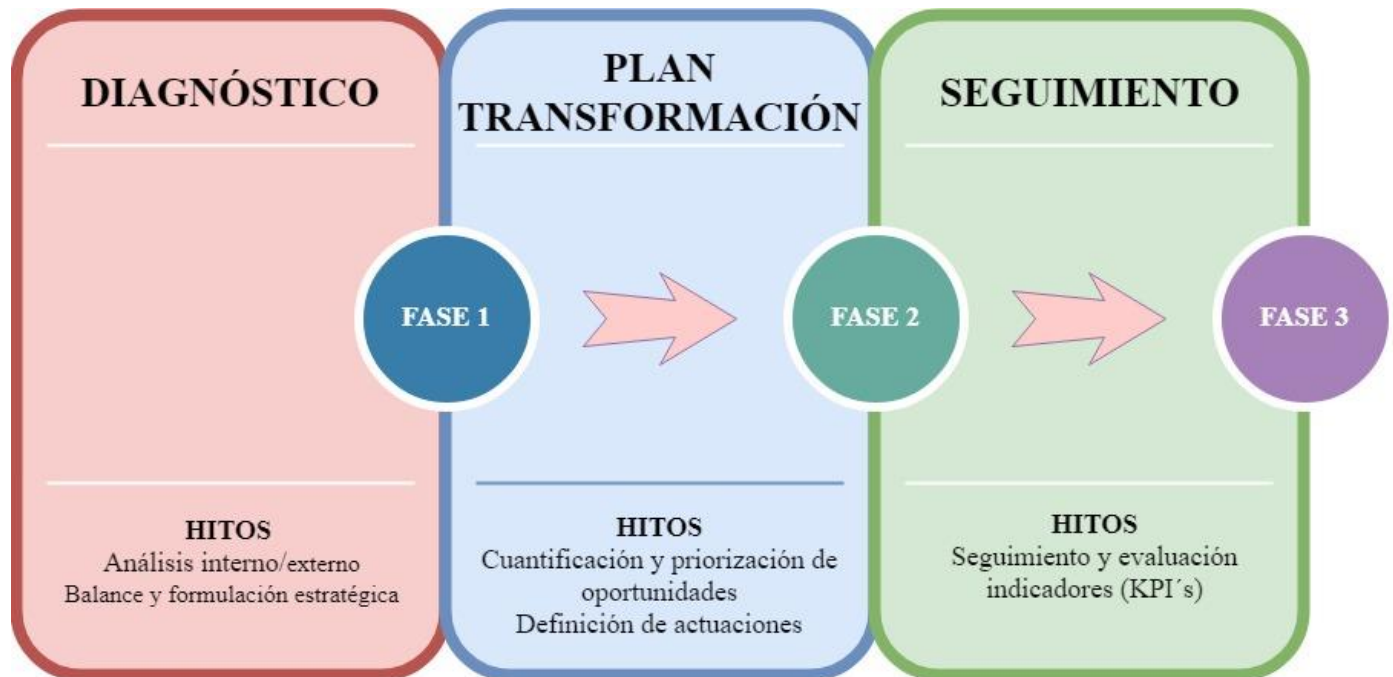 DIAGNÓSTICO
FASE 1
HITOS
Análisis interno/externo
Balance y formulación estratégica
PLAN
TRANSFORMACIÓN
FASE 2
HITOS
Cuantificación y priorización de
oportunidades
Definición de actuaciones
SEGUIMIENTO
FASE 3
HITOS
Seguimiento y evaluación
indicadores (KPI´s)